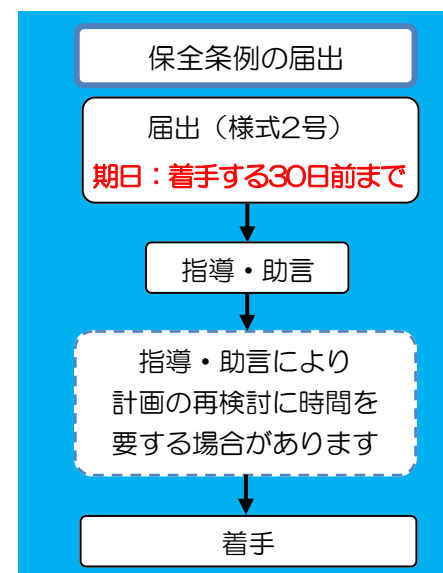 保全条例の届出
届出（様式2号）
期日：着手する30日前まで
指導・助言
指導・助言により
計画の再検討に時間を
要する場合があります
着手